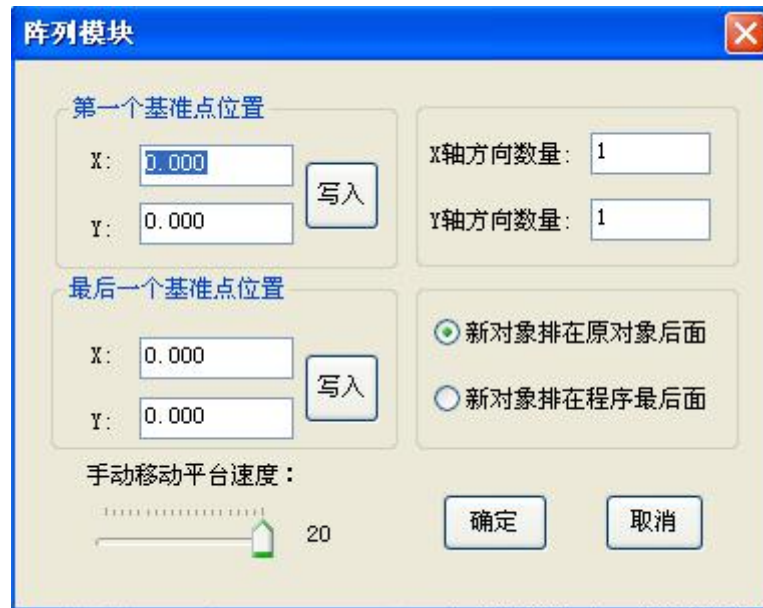 阵列模块
第一个基准点位置
X: 0.000
写入
Y: 0.000
X轴方向数量: 1
Y轴方向数量: 1
最后一个基准点位置
X: 0.000
写入
Y: 0.000
新对象排在原对象后面
新对象排在程序最后面
手动移动平台速度：
20
确定
取消